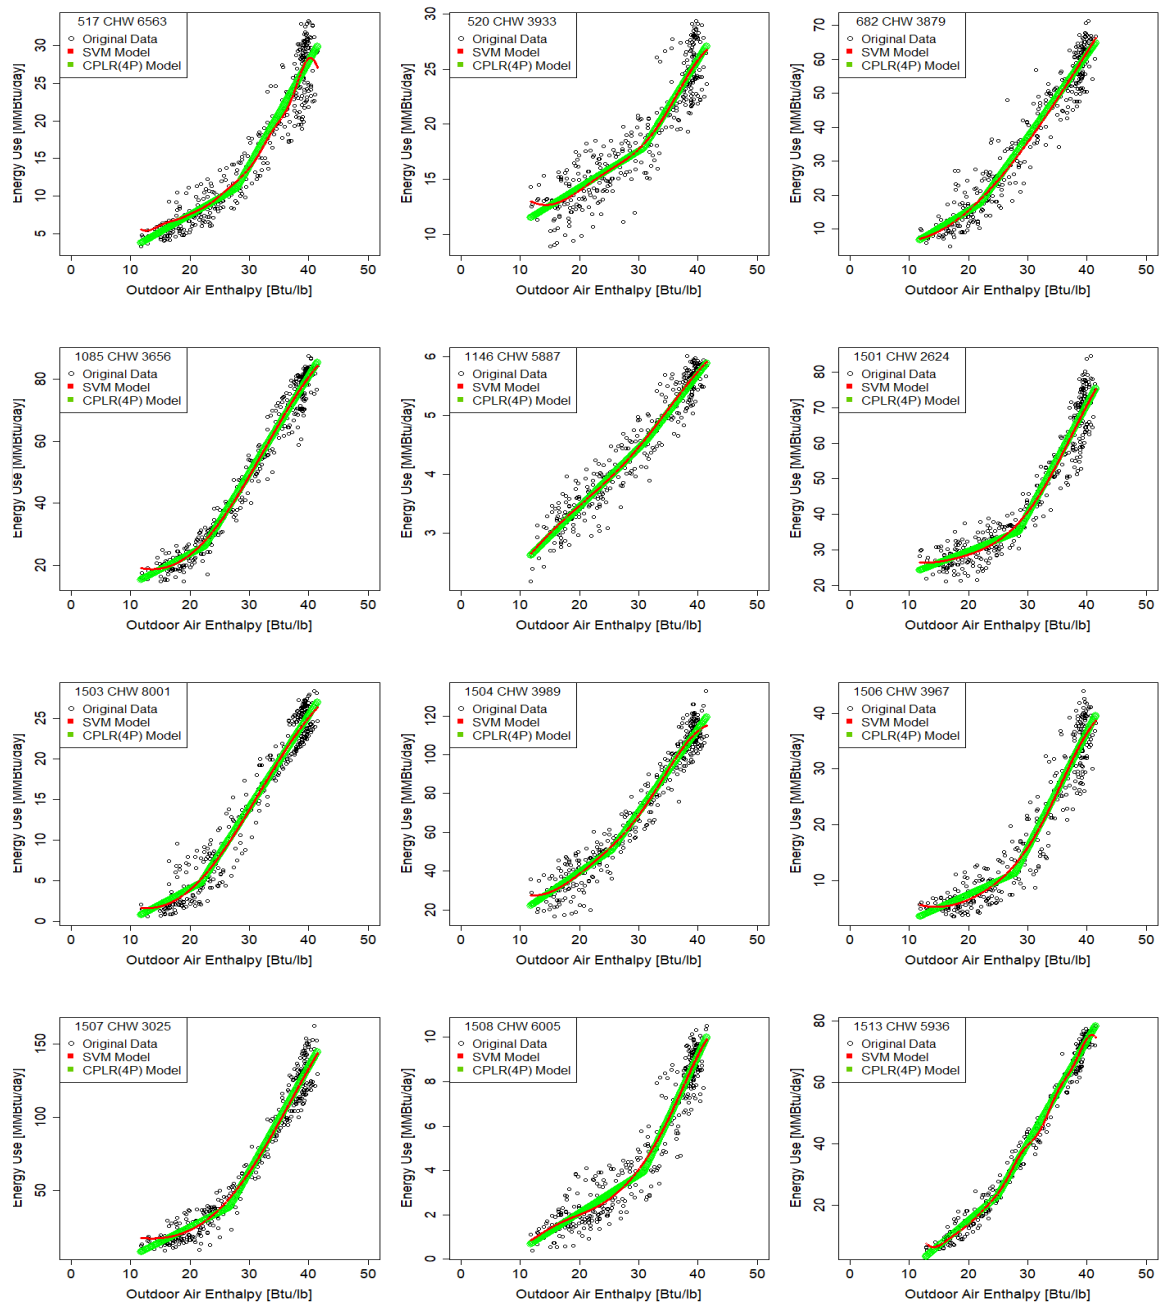 517 CHW 6563
Original Data
SVM Model
CPLR(4P) Model
Energy Use [MMBtu/day]
5 10 15 20 25 30
0 10 20 30 40 50
Outdoor Air Enthalpy [Btu/lb]
520 CHW 3933
Original Data
SVM Model
CPLR(4P) Model
Energy Use [MMBtu/day]
10 15 20 25 30
0 10 20 30 40 50
Outdoor Air Enthalpy [Btu/lb]
682 CHW 3879
Original Data
SVM Model
CPLR(4P) Model
Energy Use [MMBtu/day]
10 20 30 40 50 60 70
0 10 20 30 40 50
Outdoor Air Enthalpy [Btu/lb]
1085 CHW 3656
Original Data
SVM Model
CPLR(4P) Model
Energy Use [MMBtu/day]
20 40 60 80
0 10 20 30 40 50
Outdoor Air Enthalpy [Btu/lb]
1146 CHW 5887
Original Data
SVM Model
CPLR(4P) Model
Energy Use [MMBtu/day]
3 4 5 6
0 10 20 30 40 50
Outdoor Air Enthalpy [Btu/lb]
1501 CHW 2624
Original Data
SVM Model
CPLR(4P) Model
Energy Use [MMBtu/day]
20 30 40 50 60 70 80
0 10 20 30 40 50
Outdoor Air Enthalpy [Btu/lb]
1503 CHW 8001
Original Data
SVM Model
CPLR(4P) Model
Energy Use [MMBtu/day]
0 5 10 15 20 25
0 10 20 30 40 50
Outdoor Air Enthalpy [Btu/lb]
1504 CHW 3989
Original Data
SVM Model
CPLR(4P) Model
Energy Use [MMBtu/day]
20 40 60 80 100 120
0 10 20 30 40 50
Outdoor Air Enthalpy [Btu/lb]
1506 CHW 3967
Original Data
SVM Model
CPLR(4P) Model
Energy Use [MMBtu/day]
10 20 30 40
0 10 20 30 40 50
Outdoor Air Enthalpy [Btu/lb]
1507 CHW 3025
Original Data
SVM Model
CPLR(4P) Model
Energy Use [MMBtu/day]
50 100 150
0 10 20 30 40 50
Outdoor Air Enthalpy [Btu/lb]
1508 CHW 6005
Original Data
SVM Model
CPLR(4P) Model
Energy Use [MMBtu/day]
0 2 4 6 8 10
0 10 20 30 40 50
Outdoor Air Enthalpy [Btu/lb]
1513 CHW 5936
Original Data
SVM Model
CPLR(4P) Model
Energy Use [MMBtu/day]
20 40 60 80
0 10 20 30 40 50
Outdoor Air Enthalpy [Btu/lb]